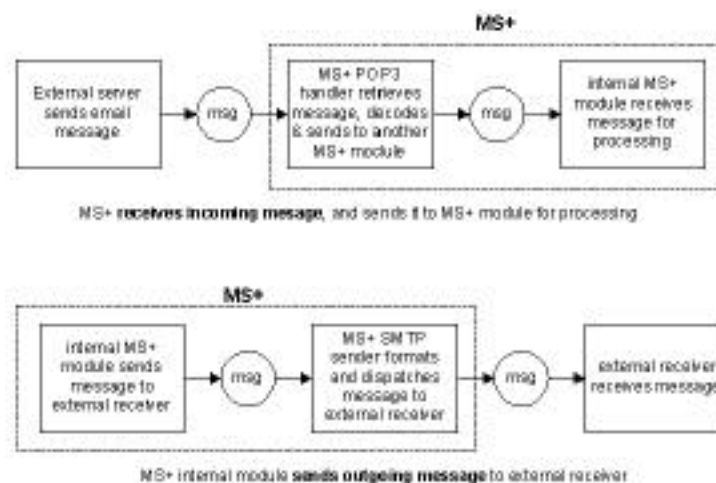 MS+
External server
sends email
message
msg
MS+ POP3
handler retrieves
message, decodes
& sends to another
MS+ module
msg
internal MS+
module receives
message for
processing
MS+ receives incoming mesage, and sends it to MS+ module for processing
MS+
internal MS+
module sends
message to
external receiver
msg
MS+ SMTP
sender formats
and dispatches
message to
external receiver
msg
external receiver
receives message
MS+ internal module sends outgoing message to external receiver